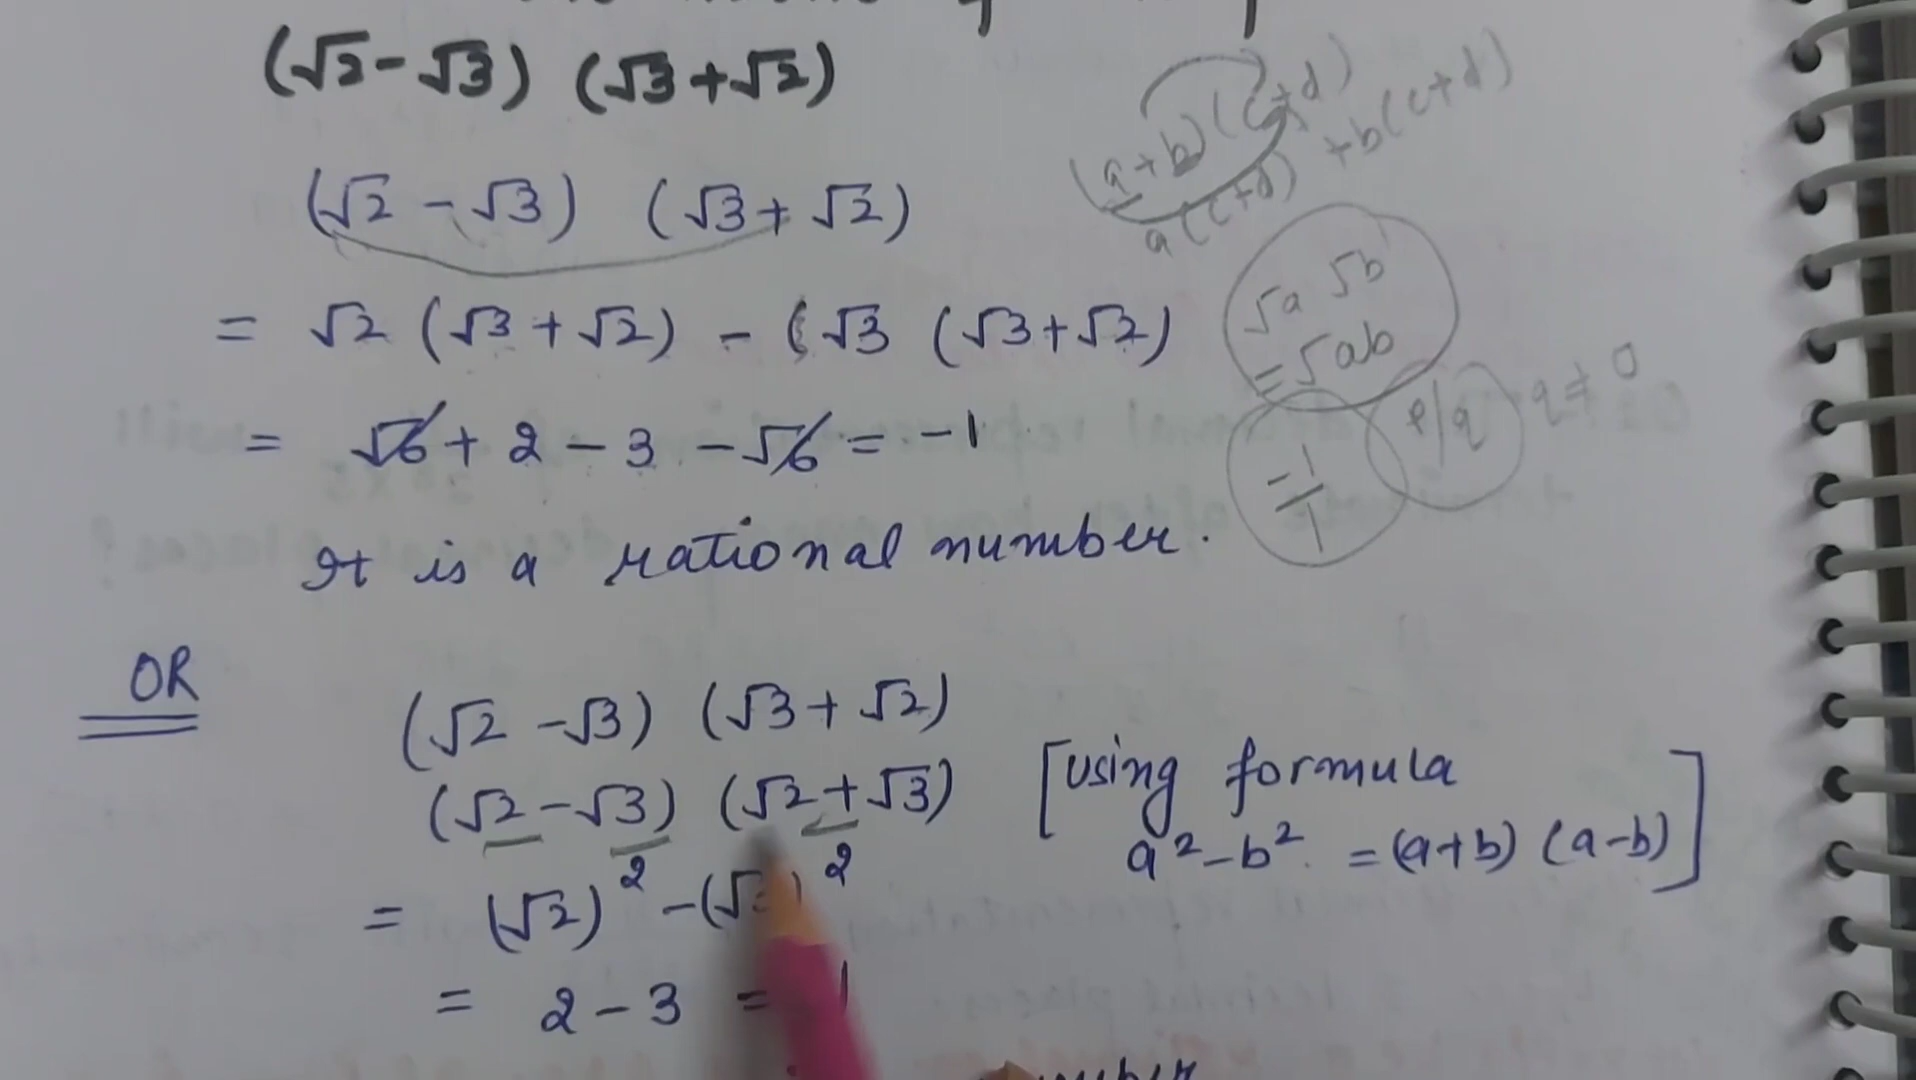 (√2 - √3) (√3 + √2)
(a+b) (c+d)
a(c+d) + b(c+d)
(√2 - √3) (√3 + √2)
√a √b
= √ab
= √2 (√3 + √2) - (√3 (√3 + √2)
p/q q ≠ 0
= √6 + 2 - 3 - √6 = -1
= -1/1
It is a rational number.
OR
(√2 - √3) (√3 + √2)
(√2 - √3) (√2 + √3) [using formula
a² - b² = (a+b) (a-b)]
= (√2)² - (√ )²
= 2 - 3 = 1